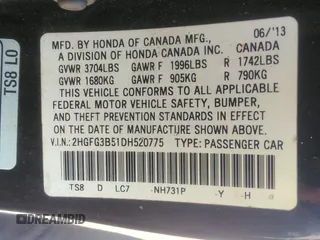 TS8 L0
MFD. BY HONDA OF CANADA MFG., 06/'13
A DIVISION OF HONDA CANADA INC. CANADA
GVWR 3704LBS GAWR F 1996LBS R 1742LBS
GVWR 1680KG GAWR F 905KG R 790KG
THIS VEHICLE CONFORMS TO ALL APPLICABLE
FEDERAL MOTOR VEHICLE SAFETY, BUMPER,
AND THEFT PREVENTION STANDARDS IN EFFECT
ON THE DATE OF MANUFACTURE SHOWN ABOVE.
V.I.N.: 2HGFG3B51DH520775 TYPE: PASSENGER CAR
TS8 D LC7 NH731P Y H
AUTOBIDMASTER